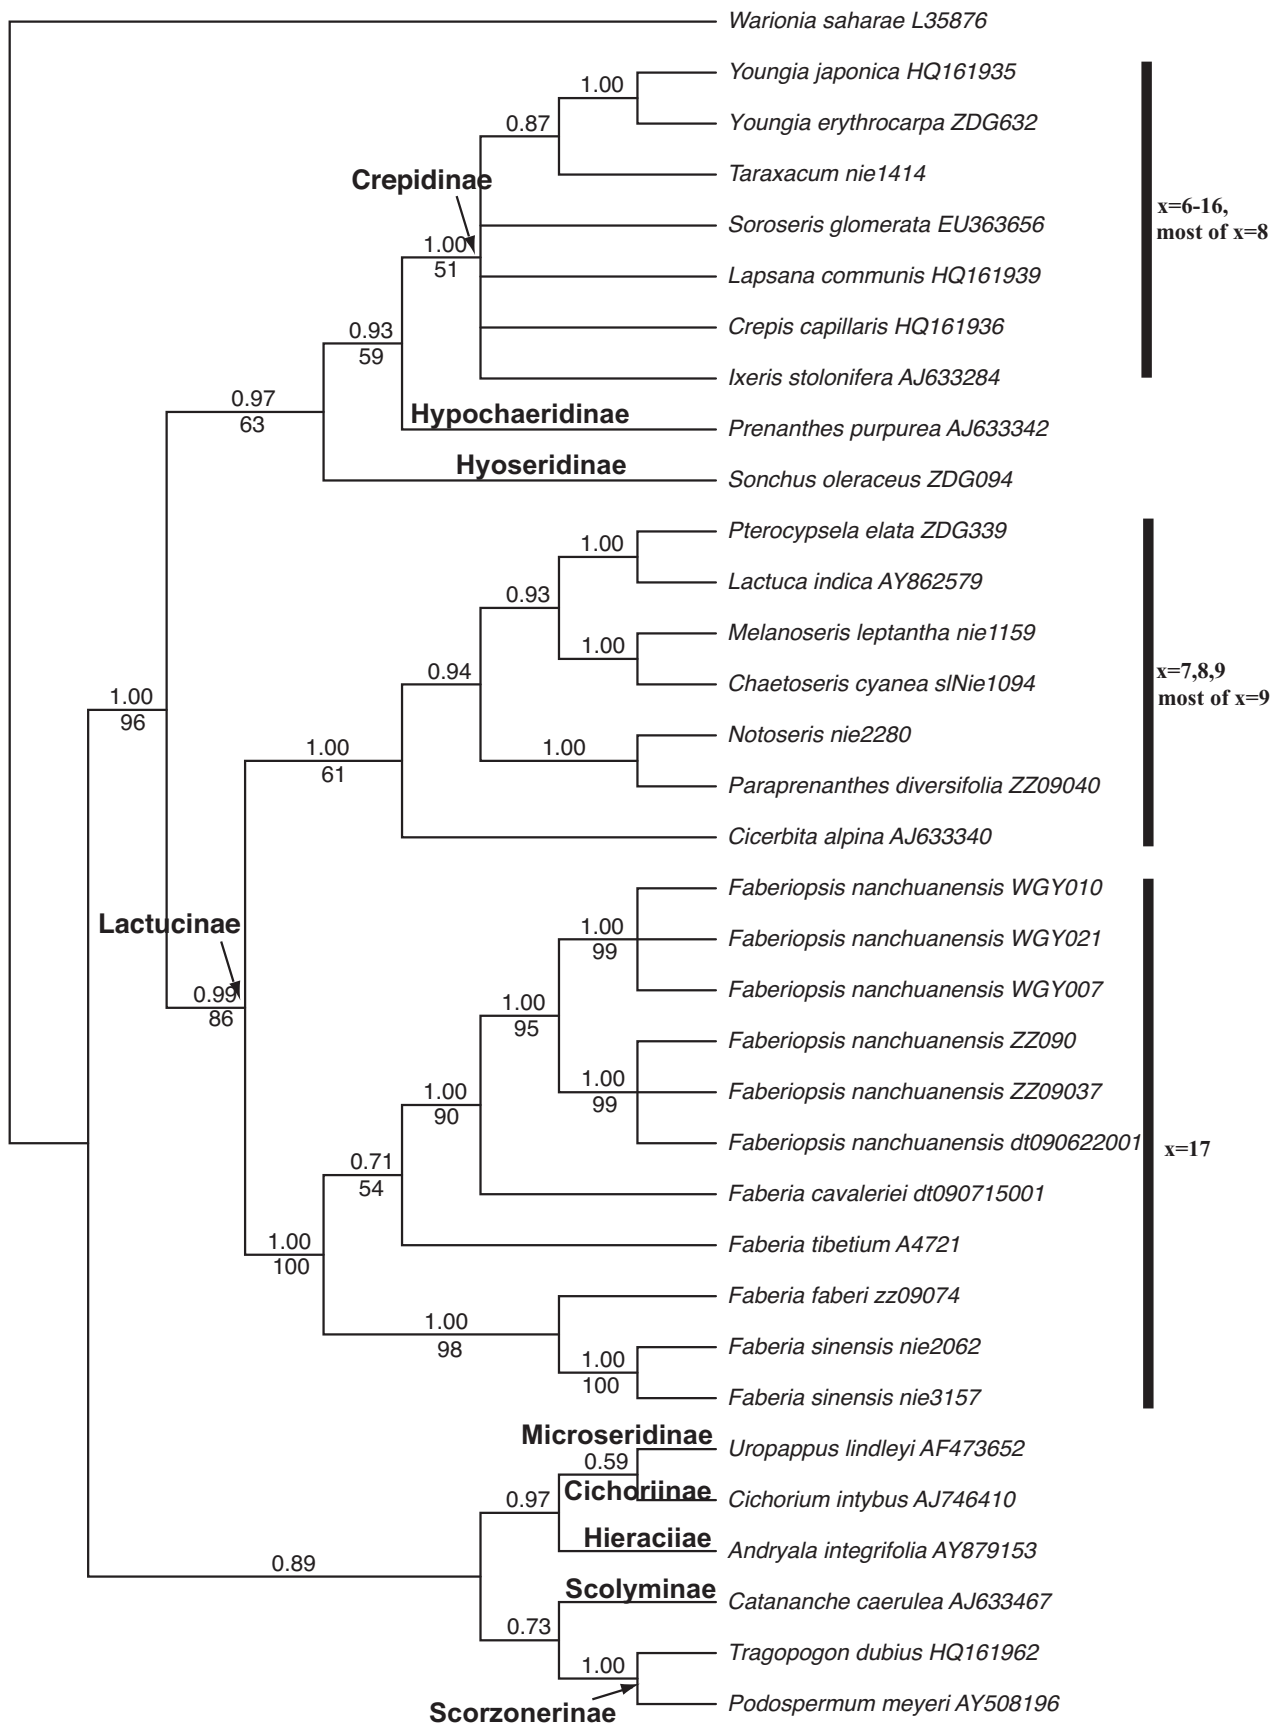 Warionia saharae L35876
Youngia japonica HQ161935
1.00
Youngia erythrocarpa ZDG632
0.87
Taraxacum nie1414
Crepidinae
Soroseris glomerata EU363656
x=6-16,
most of x=8
1.00
51
Lapsana communis HQ161939
Crepis capillaris HQ161936
0.93
59
Ixeris stolonifera AJ633284
0.97
63
Hypochaeridinae
Prenanthes purpurea AJ633342
Hyoseridinae
Sonchus oleraceus ZDG094
Pterocypsela elata ZDG339
1.00
Lactuca indica AY862579
0.93
Melanoseris leptantha nie1159
1.00
Chaetoseris cyanea slNie1094
0.94
x=7,8,9
most of x=9
1.00
96
Notoseris nie2280
1.00
1.00
61
Paraprenanthes diversifolia ZZ09040
Cicerbita alpina AJ633340
Faberiopsis nanchuanensis WGY010
Lactucinae
1.00
99
Faberiopsis nanchuanensis WGY021
Faberiopsis nanchuanensis WGY007
0.99
86
1.00
95
Faberiopsis nanchuanensis ZZ090
1.00
99
Faberiopsis nanchuanensis ZZ09037
1.00
90
Faberiopsis nanchuanensis dt090622001
x=17
0.71
54
Faberia cavaleriei dt090715001
Faberia tibetium A4721
1.00
100
Faberia faberi zz09074
1.00
98
Faberia sinensis nie2062
1.00
100
Faberia sinensis nie3157
Microseridinae
Uropappus lindleyi AF473652
0.59
Cichoriinae
Cichorium intybus AJ746410
0.97
Hieraciiae
Andryala integrifolia AY879153
0.89
Scolyminae
Catananche caerulea AJ633467
0.73
Tragopogon dubius HQ161962
1.00
Scorzonerinae
Podospermum meyeri AY508196